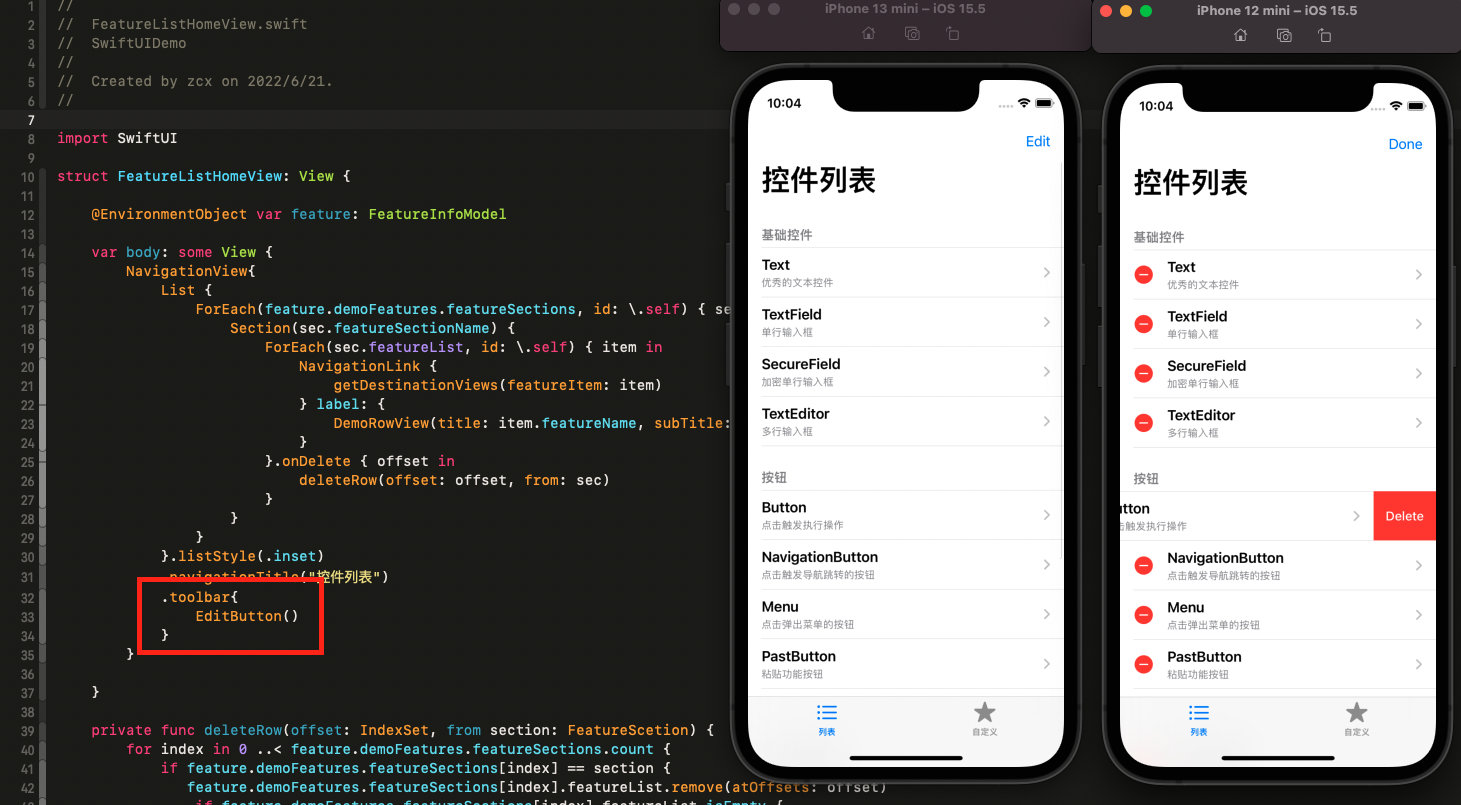 1 //
2 //  FeatureListHomeView.swift
3 //  SwiftUIDemo
4 //
5 //  Created by zcx on 2022/6/21.
6 //
7
8 import SwiftUI
9
10 struct FeatureListHomeView: View {
11
12     @EnvironmentObject var feature: FeatureInfoModel
13
14     var body: some View {
15         NavigationView{
16             List {
17                 ForEach(feature.demoFeatures.featureSections, id: \.self) { se
18                     Section(sec.featureSectionName) {
19                         ForEach(sec.featureList, id: \.self) { item in
20                             NavigationLink {
21                                 getDestinationViews(featureItem: item)
22                             } label: {
23                                 DemoRowView(title: item.featureName, subTitle:
24                             }
25                         }.onDelete { offset in
26                             deleteRow(offset: offset, from: sec)
27                         }
28                     }
29                 }
30             }.listStyle(.inset)
31             .navigationTitle("控件列表")
32             .toolbar{
33                 EditButton()
34             }
35         }
36
37     }
38
39     private func deleteRow(offset: IndexSet, from section: FeatureScetion) {
40         for index in 0 ..< feature.demoFeatures.featureSections.count {
41             if feature.demoFeatures.featureSections[index] == section {
42                feature.demoFeatures.featureSections[index].featureList.remove(atOffsets: offset)
if feature.demoFeatures.featureSections[index].featureList.isEmpty {
iPhone 13 mini – iOS 15.5
10:04
Edit
控件列表
基础控件
Text
优秀的文本控件
TextField
单行输入框
SecureField
加密单行输入框
TextEditor
多行输入框
按钮
Button
点击触发执行操作
NavigationButton
点击触发导航跳转的按钮
Menu
点击弹出菜单的按钮
PastButton
粘贴功能按钮
列表
自定义
iPhone 12 mini – iOS 15.5
10:04
Done
控件列表
基础控件
Text
优秀的文本控件
TextField
单行输入框
SecureField
加密单行输入框
TextEditor
多行输入框
按钮
utton
击触发执行操作
Delete
NavigationButton
点击触发导航跳转的按钮
Menu
点击弹出菜单的按钮
PastButton
粘贴功能按钮
列表
自定义